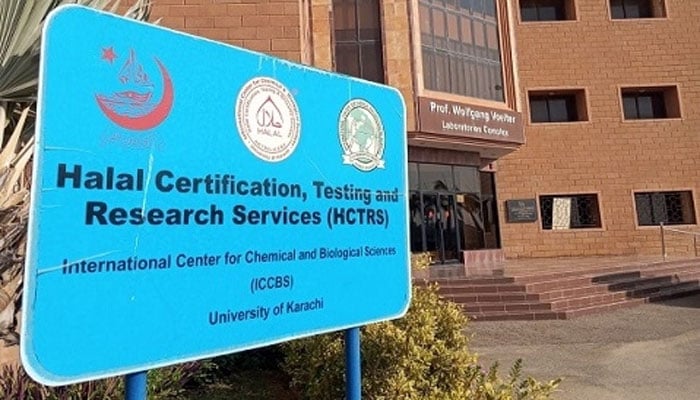 HALAL
Halal Certification, Testing and
Research Services (HCTRS)
International Center for Chemical and Biological Sciences
(ICCBS)
University of Karachi
Prof. Wolfgang Voelter
Laboratories Complex